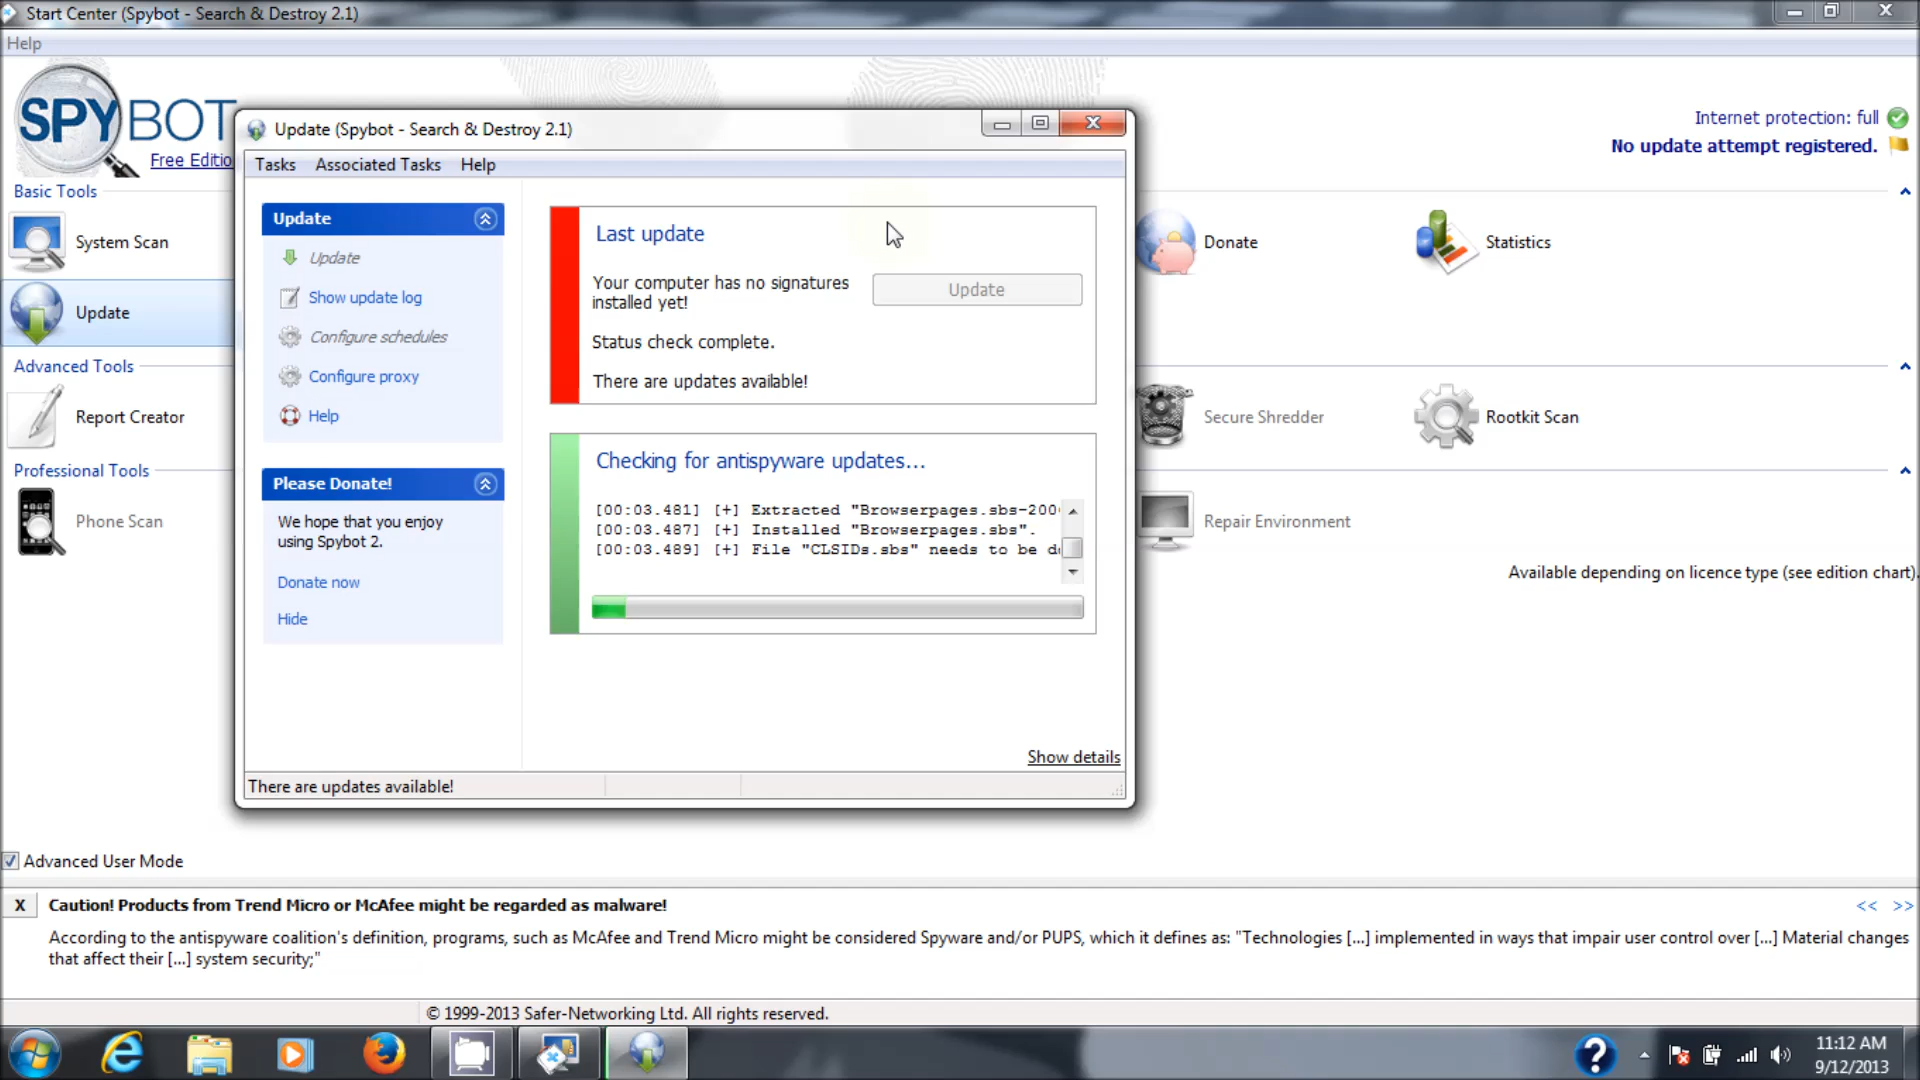 Start Center (Spybot - Search & Destroy 2.1)
Help
SPYBOT
Free Editio
Internet protection: full
No update attempt registered.
Basic Tools
System Scan
Update
Donate
Statistics
Advanced Tools
Report Creator
Secure Shredder
Rootkit Scan
Professional Tools
Phone Scan
Repair Environment
Available depending on licence type (see edition chart).
Update (Spybot - Search & Destroy 2.1)
Tasks
Associated Tasks
Help
Update
Update
Show update log
Configure schedules
Configure proxy
Help
Please Donate!
We hope that you enjoy
using Spybot 2.
Donate now
Hide
Last update
Your computer has no signatures
installed yet!
Update
Status check complete.
There are updates available!
Checking for antispyware updates...
[00:03.481] [+] Extracted "Browserpages.sbs-200
[00:03.487] [+] Installed "Browserpages.sbs".
[00:03.489] [+] File "CLSIDs.sbs" needs to be d
Show details
There are updates available!
Advanced User Mode
X
Caution! Products from Trend Micro or McAfee might be regarded as malware!
<< >>
According to the antispyware coalition's definition, programs, such as McAfee and Trend Micro might be considered Spyware and/or PUPS, which it defines as: "Technologies [...] implemented in ways that impair user control over [...] Material changes
that affect their [...] system security;"
© 1999-2013 Safer-Networking Ltd. All rights reserved.
11:12 AM
9/12/2013